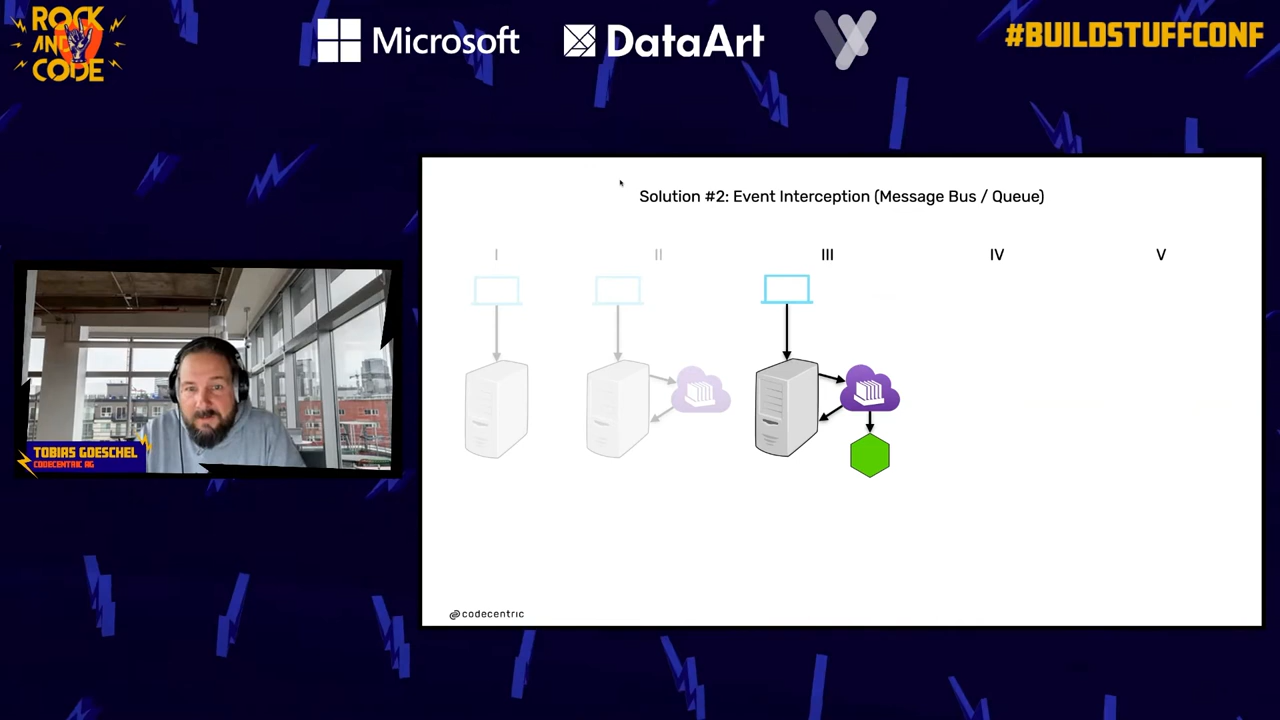 ROCK
AND
CODE
Microsoft
DataArt
#BUILDSTUFFCONF
Solution #2: Event Interception (Message Bus / Queue)
I
II
III
IV
V
TOBIAS GOESCHEL
CODECENTRIC AG
codecentric